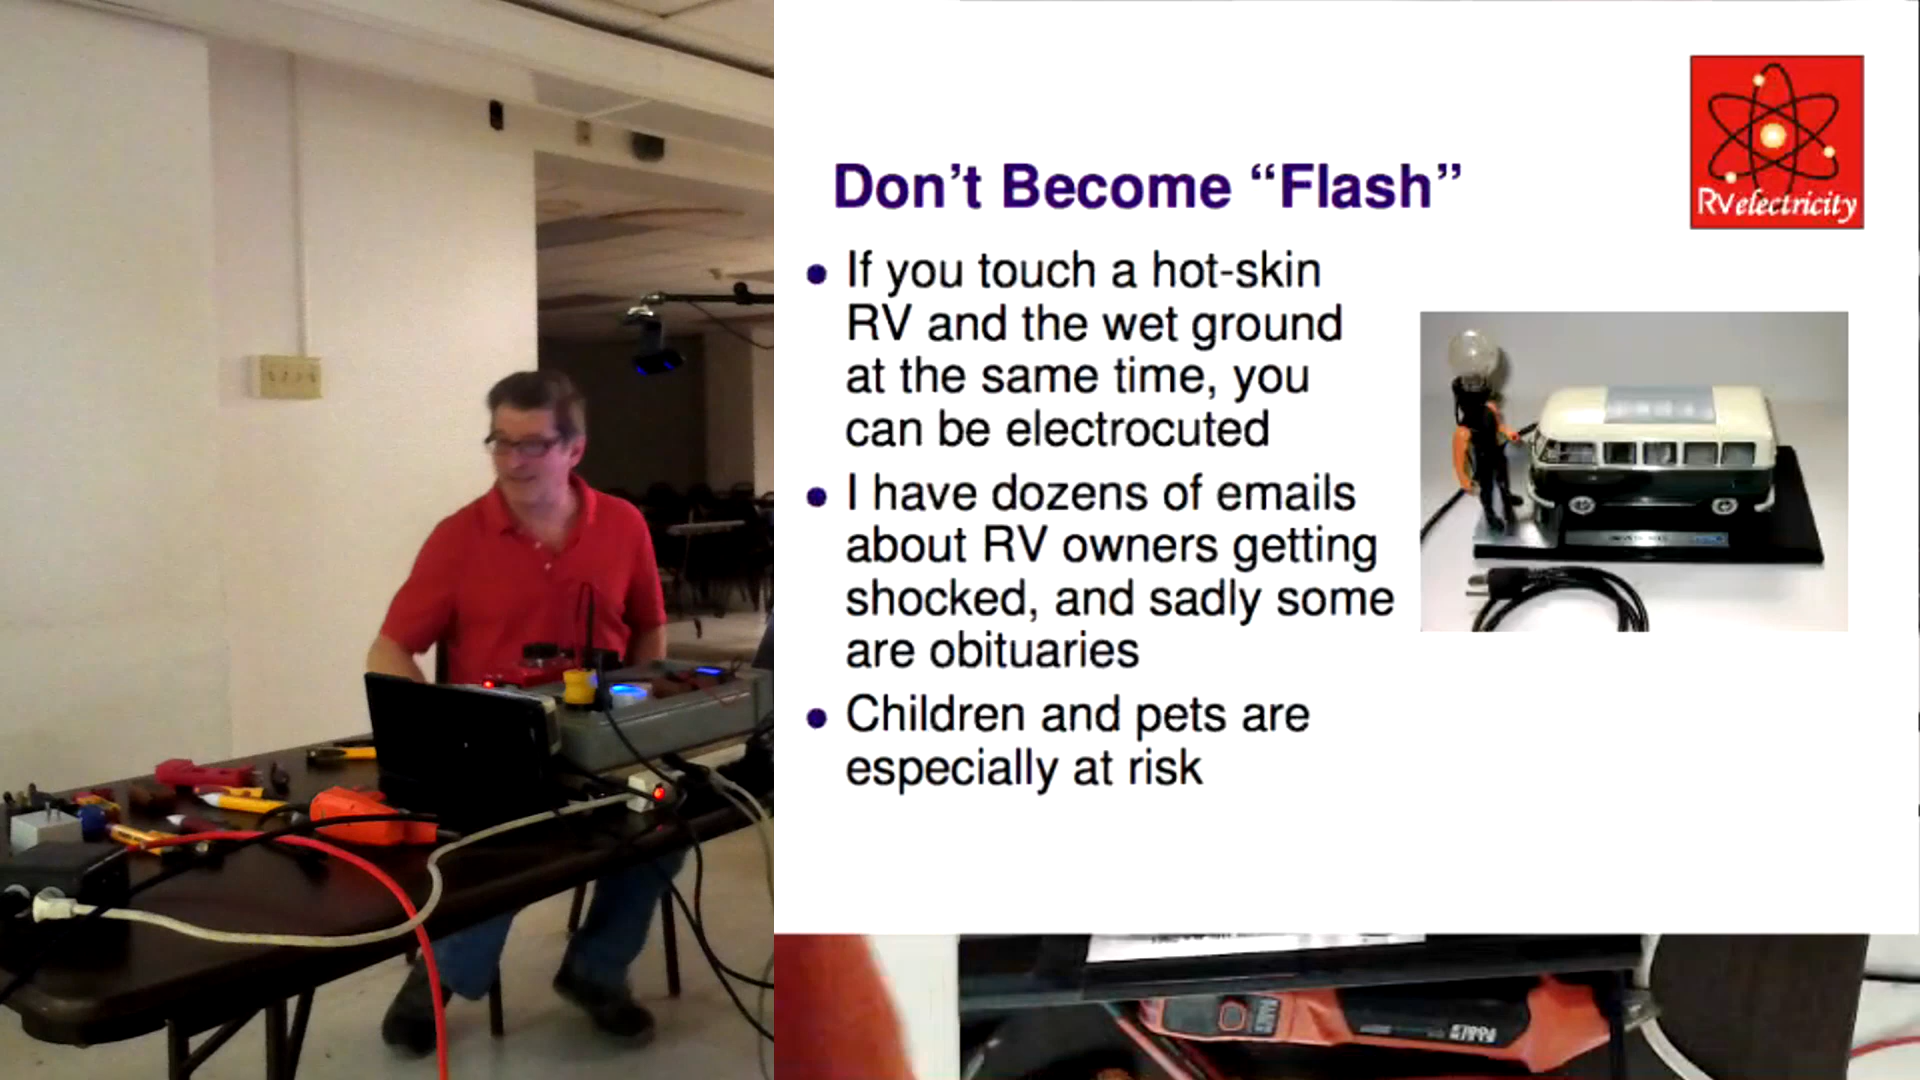 Don't Become “Flash”
RVelectricity
If you touch a hot-skin
RV and the wet ground
at the same time, you
can be electrocuted
I have dozens of emails
about RV owners getting
shocked, and sadly some
are obituaries
Children and pets are
especially at risk